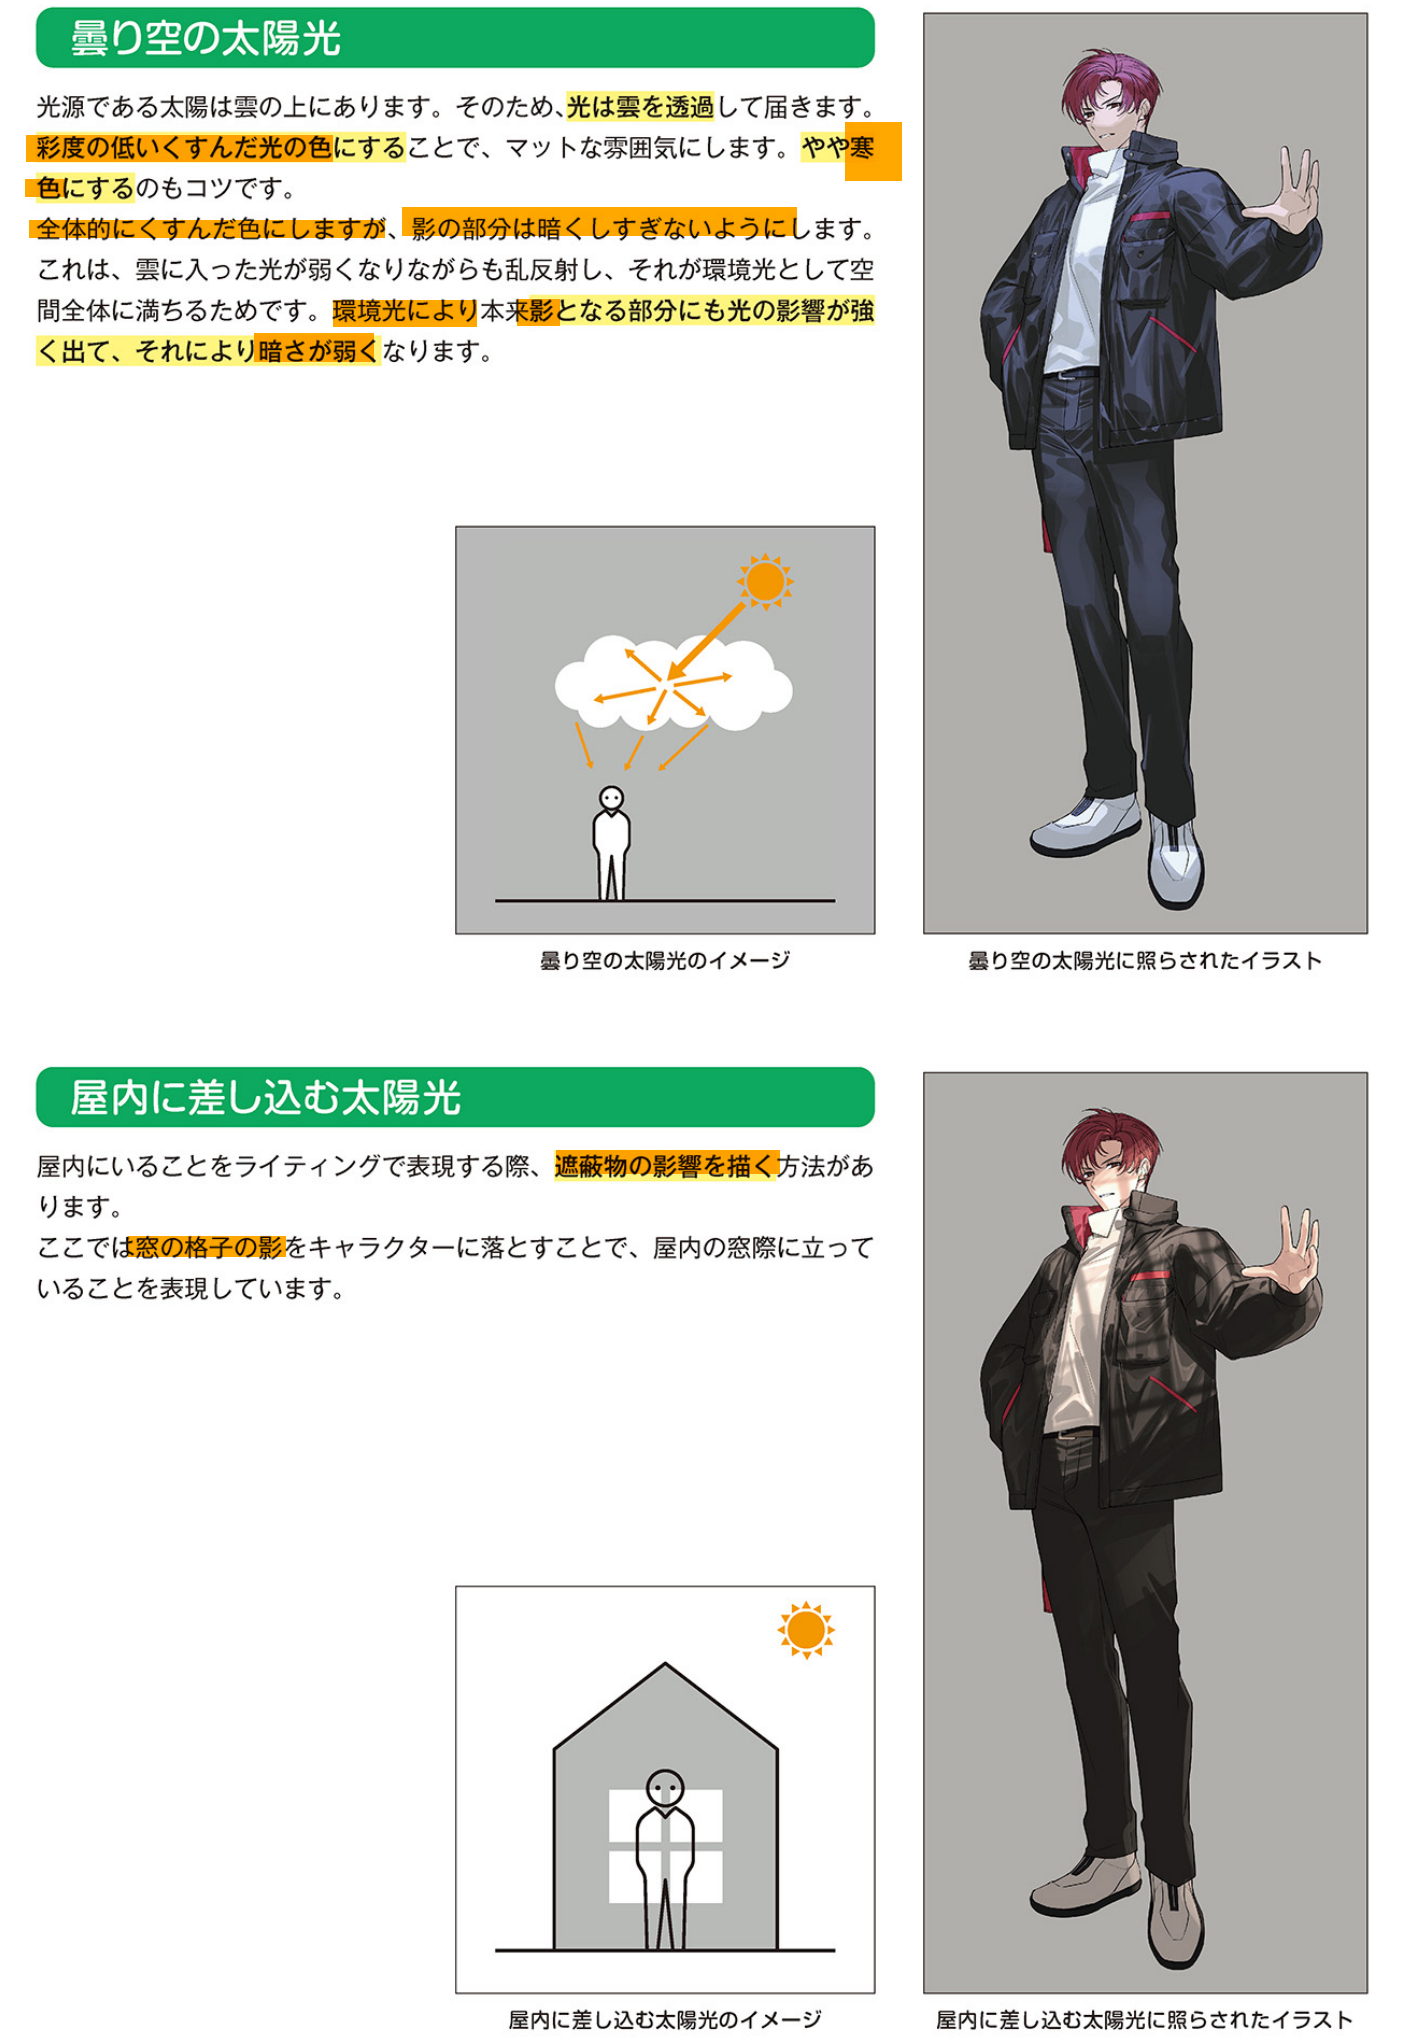 曇り空の太陽光
光源である太陽は雲の上にあります。そのため、光は雲を透過して届きます。
彩度の低いくすんだ光の色にすることで、マットな雰囲気にします。やや寒
色にするのもコツです。
全体的にくすんだ色にしますが、影の部分は暗くしすぎないようにします。
これは、雲に入った光が弱くなりながらも乱反射し、それが環境光として空
間全体に満ちるためです。環境光により本来影となる部分にも光の影響が強
く出て、それにより暗さが弱くなります。
曇り空の太陽光のイメージ
曇り空の太陽光に照らされたイラスト
屋内に差し込む太陽光
屋内にいることをライティングで表現する際、遮蔽物の影響を描く方法があ
ります。
ここでは窓の格子の影をキャラクターに落とすことで、屋内の窓際に立って
いることを表現しています。
屋内に差し込む太陽光のイメージ
屋内に差し込む太陽光に照らされたイラスト